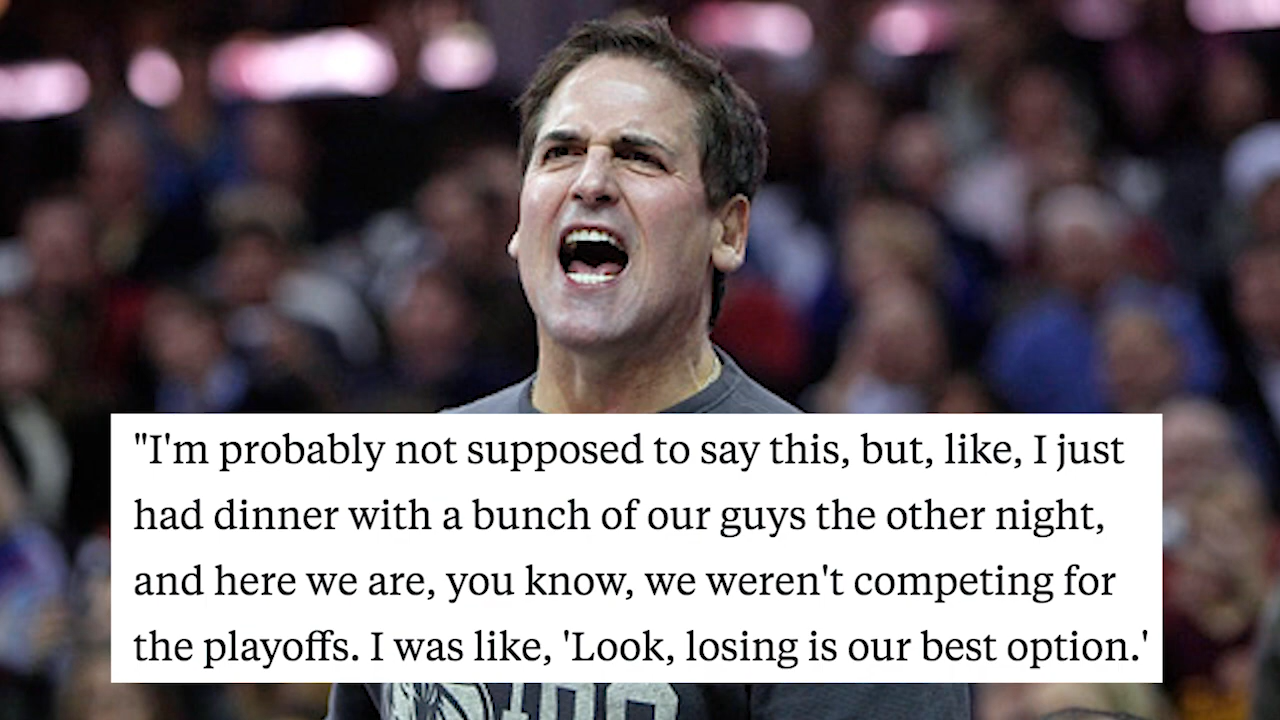 "I'm probably not supposed to say this, but, like, I just
had dinner with a bunch of our guys the other night,
and here we are, you know, we weren't competing for
the playoffs. I was like, 'Look, losing is our best option.'